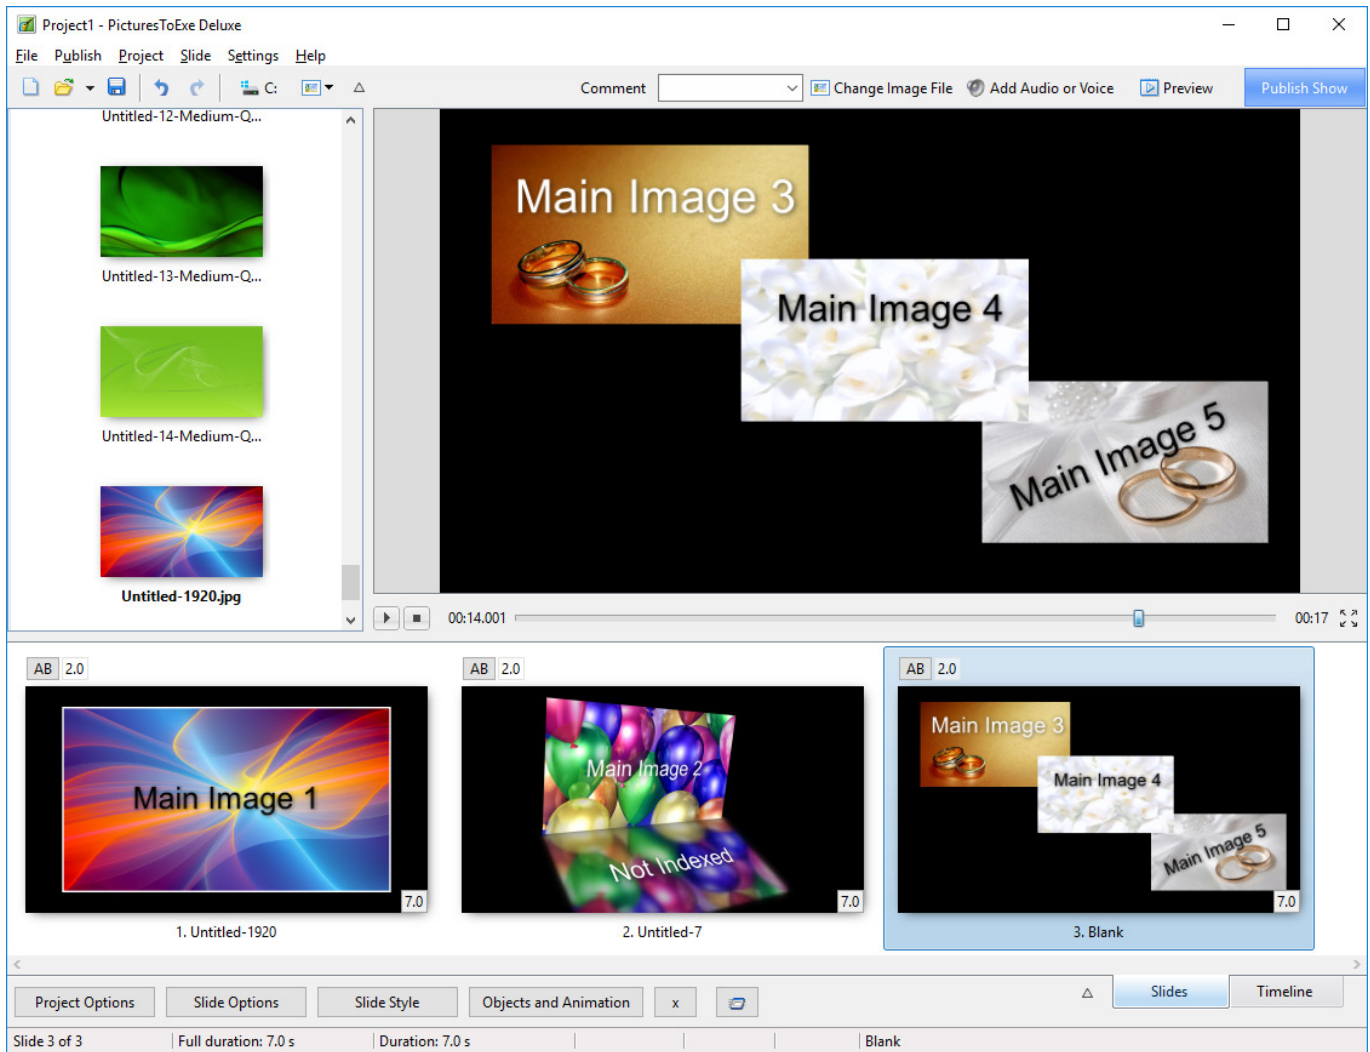 Project1 - PicturesToExe Deluxe
File Publish Project Slide Settings Help
C: Comment Change Image File Add Audio or Voice Preview Publish Show
Untitled-12-Medium-Q...
Untitled-13-Medium-Q...
Untitled-14-Medium-Q...
Untitled-1920.jpg
Main Image 3
Main Image 4
Main Image 5
00:14.001 00:17
AB 2.0
Main Image 1
7.0
1. Untitled-1920
AB 2.0
Main Image 2
Not Indexed
7.0
2. Untitled-7
AB 2.0
Main Image 3
Main Image 4
Main Image 5
7.0
3. Blank
Project Options Slide Options Slide Style Objects and Animation x Slides Timeline
Slide 3 of 3 Full duration: 7.0 s Duration: 7.0 s Blank